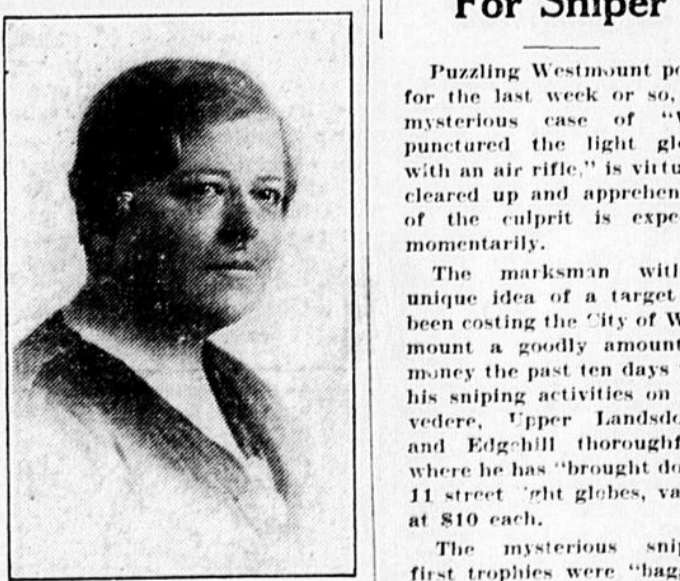 For Sniper
Puzzling Westmount po
for the last week or so,
mysterious case of "W
punctured the light glo
with an air rifle," is virtu
cleared up and apprehen
of the culprit is expe
momentarily.
The marksman with
unique idea of a target
been costing the City of W
mount a goodly amount
money the past ten days
his sniping activities on
vedere, Upper Landsdo
and Edgehill thoroughf
where he has "brought do
11 street ight globes, va
at $10 each.
The mysterious snip
first trophies were "bag